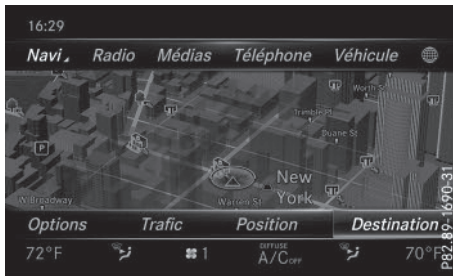 16:29
Navi Radio Médias Téléphone Véhicule
Worth S
Trimble Pl
Duane St
P
New
York
W Broadway
Warren St
Options Trafic Position Destination
72°F 1 DIFFUSE A/C OFF 70°F
P82.89-1690-31